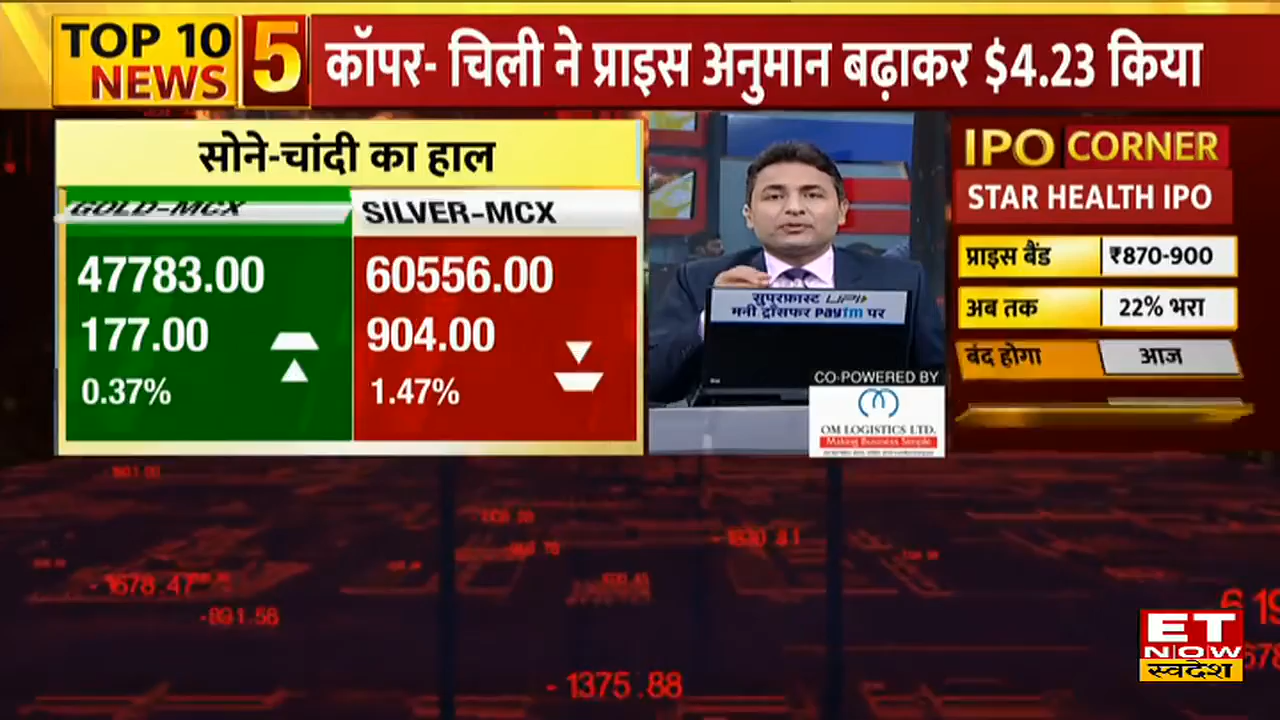 TOP 10
NEWS
5
कॉपर- चिली ने प्राइस अनुमान बढ़ाकर $4.23 किया
सोने-चांदी का हाल
GOLD-MCX
47783.00
177.00
0.37%
SILVER-MCX
60556.00
904.00
1.47%
सुपरफ़ास्ट UPI
मनी ट्राँसफर paytm पर
CO-POWERED BY
OM LOGISTICS LTD.
Making Business Simple
IPO CORNER
STAR HEALTH IPO
प्राइस बैंड ₹870-900
अब तक 22% भरा
बंद होगा आज
-1678.47
-891.58
-1375.88
ET
NOW
स्वदेश